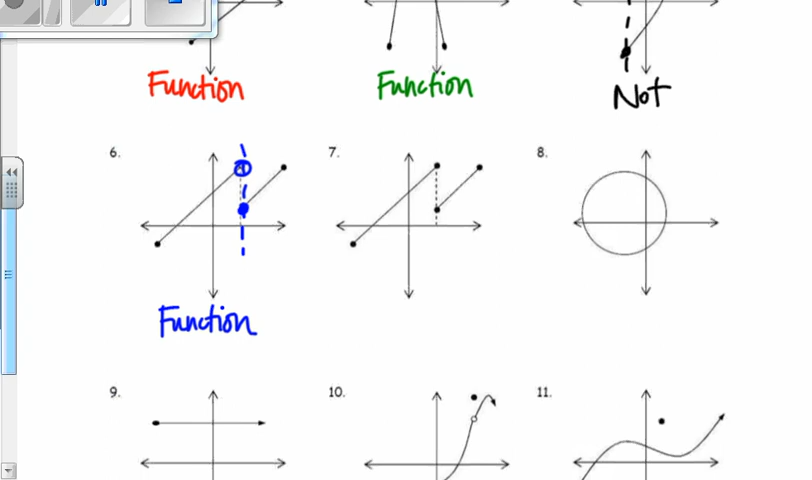 Function
Function
Not
6.
7.
8.
Function
9.
10.
11.